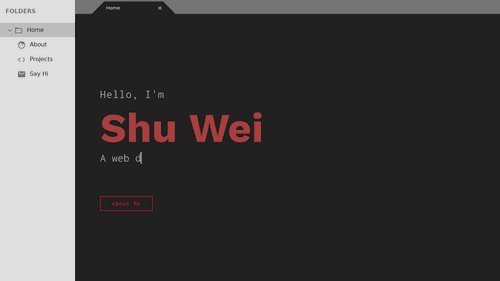 FOLDERS
Home
About
Projects
Say Hi
Home ×
Hello, I'm
Shu Wei
A web d
About Me